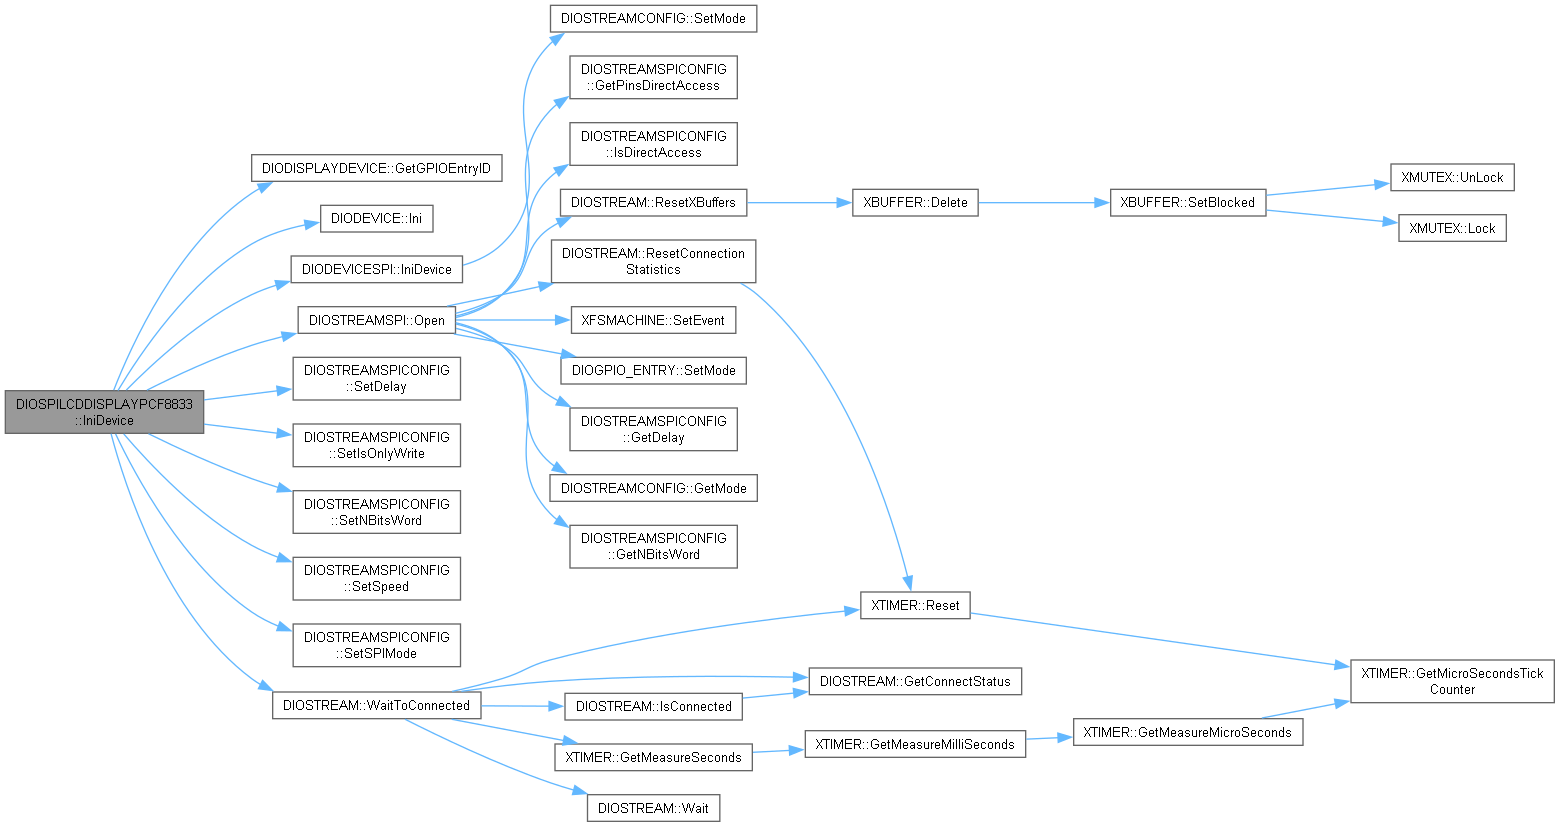 DIOSTREAMCONFIG::SetMode
DIOSTREAMSPICONFIG
::GetPinsDirectAccess
DIOSTREAMSPICONFIG
::IsDirectAccess
DIODISPLAYDEVICE::GetGPIOEntryID
XMUTEX::UnLock
DIOSTREAM::ResetXBuffers
XBUFFER::Delete
XBUFFER::SetBlocked
DIODEVICE::Ini
XMUTEX::Lock
DIOSTREAM::ResetConnection
Statistics
DIODEVICESPI::IniDevice
DIOSTREAMSPI::Open
XFSMACHINE::SetEvent
DIOSTREAMSPICONFIG
::SetDelay
DIOGPIO_ENTRY::SetMode
DIOSPILCDDISPLAYPCF8833
::IniDevice
DIOSTREAMSPICONFIG
::GetDelay
DIOSTREAMSPICONFIG
::SetIsOnlyWrite
DIOSTREAMCONFIG::GetMode
DIOSTREAMSPICONFIG
::SetNBitsWord
DIOSTREAMSPICONFIG
::GetNBitsWord
DIOSTREAMSPICONFIG
::SetSpeed
XTIMER::Reset
DIOSTREAMSPICONFIG
::SetSPIMode
DIOSTREAM::GetConnectStatus
XTIMER::GetMicroSecondsTick
Counter
DIOSTREAM::WaitToConnected
DIOSTREAM::IsConnected
XTIMER::GetMeasureMicroSeconds
XTIMER::GetMeasureMilliSeconds
XTIMER::GetMeasureSeconds
DIOSTREAM::Wait